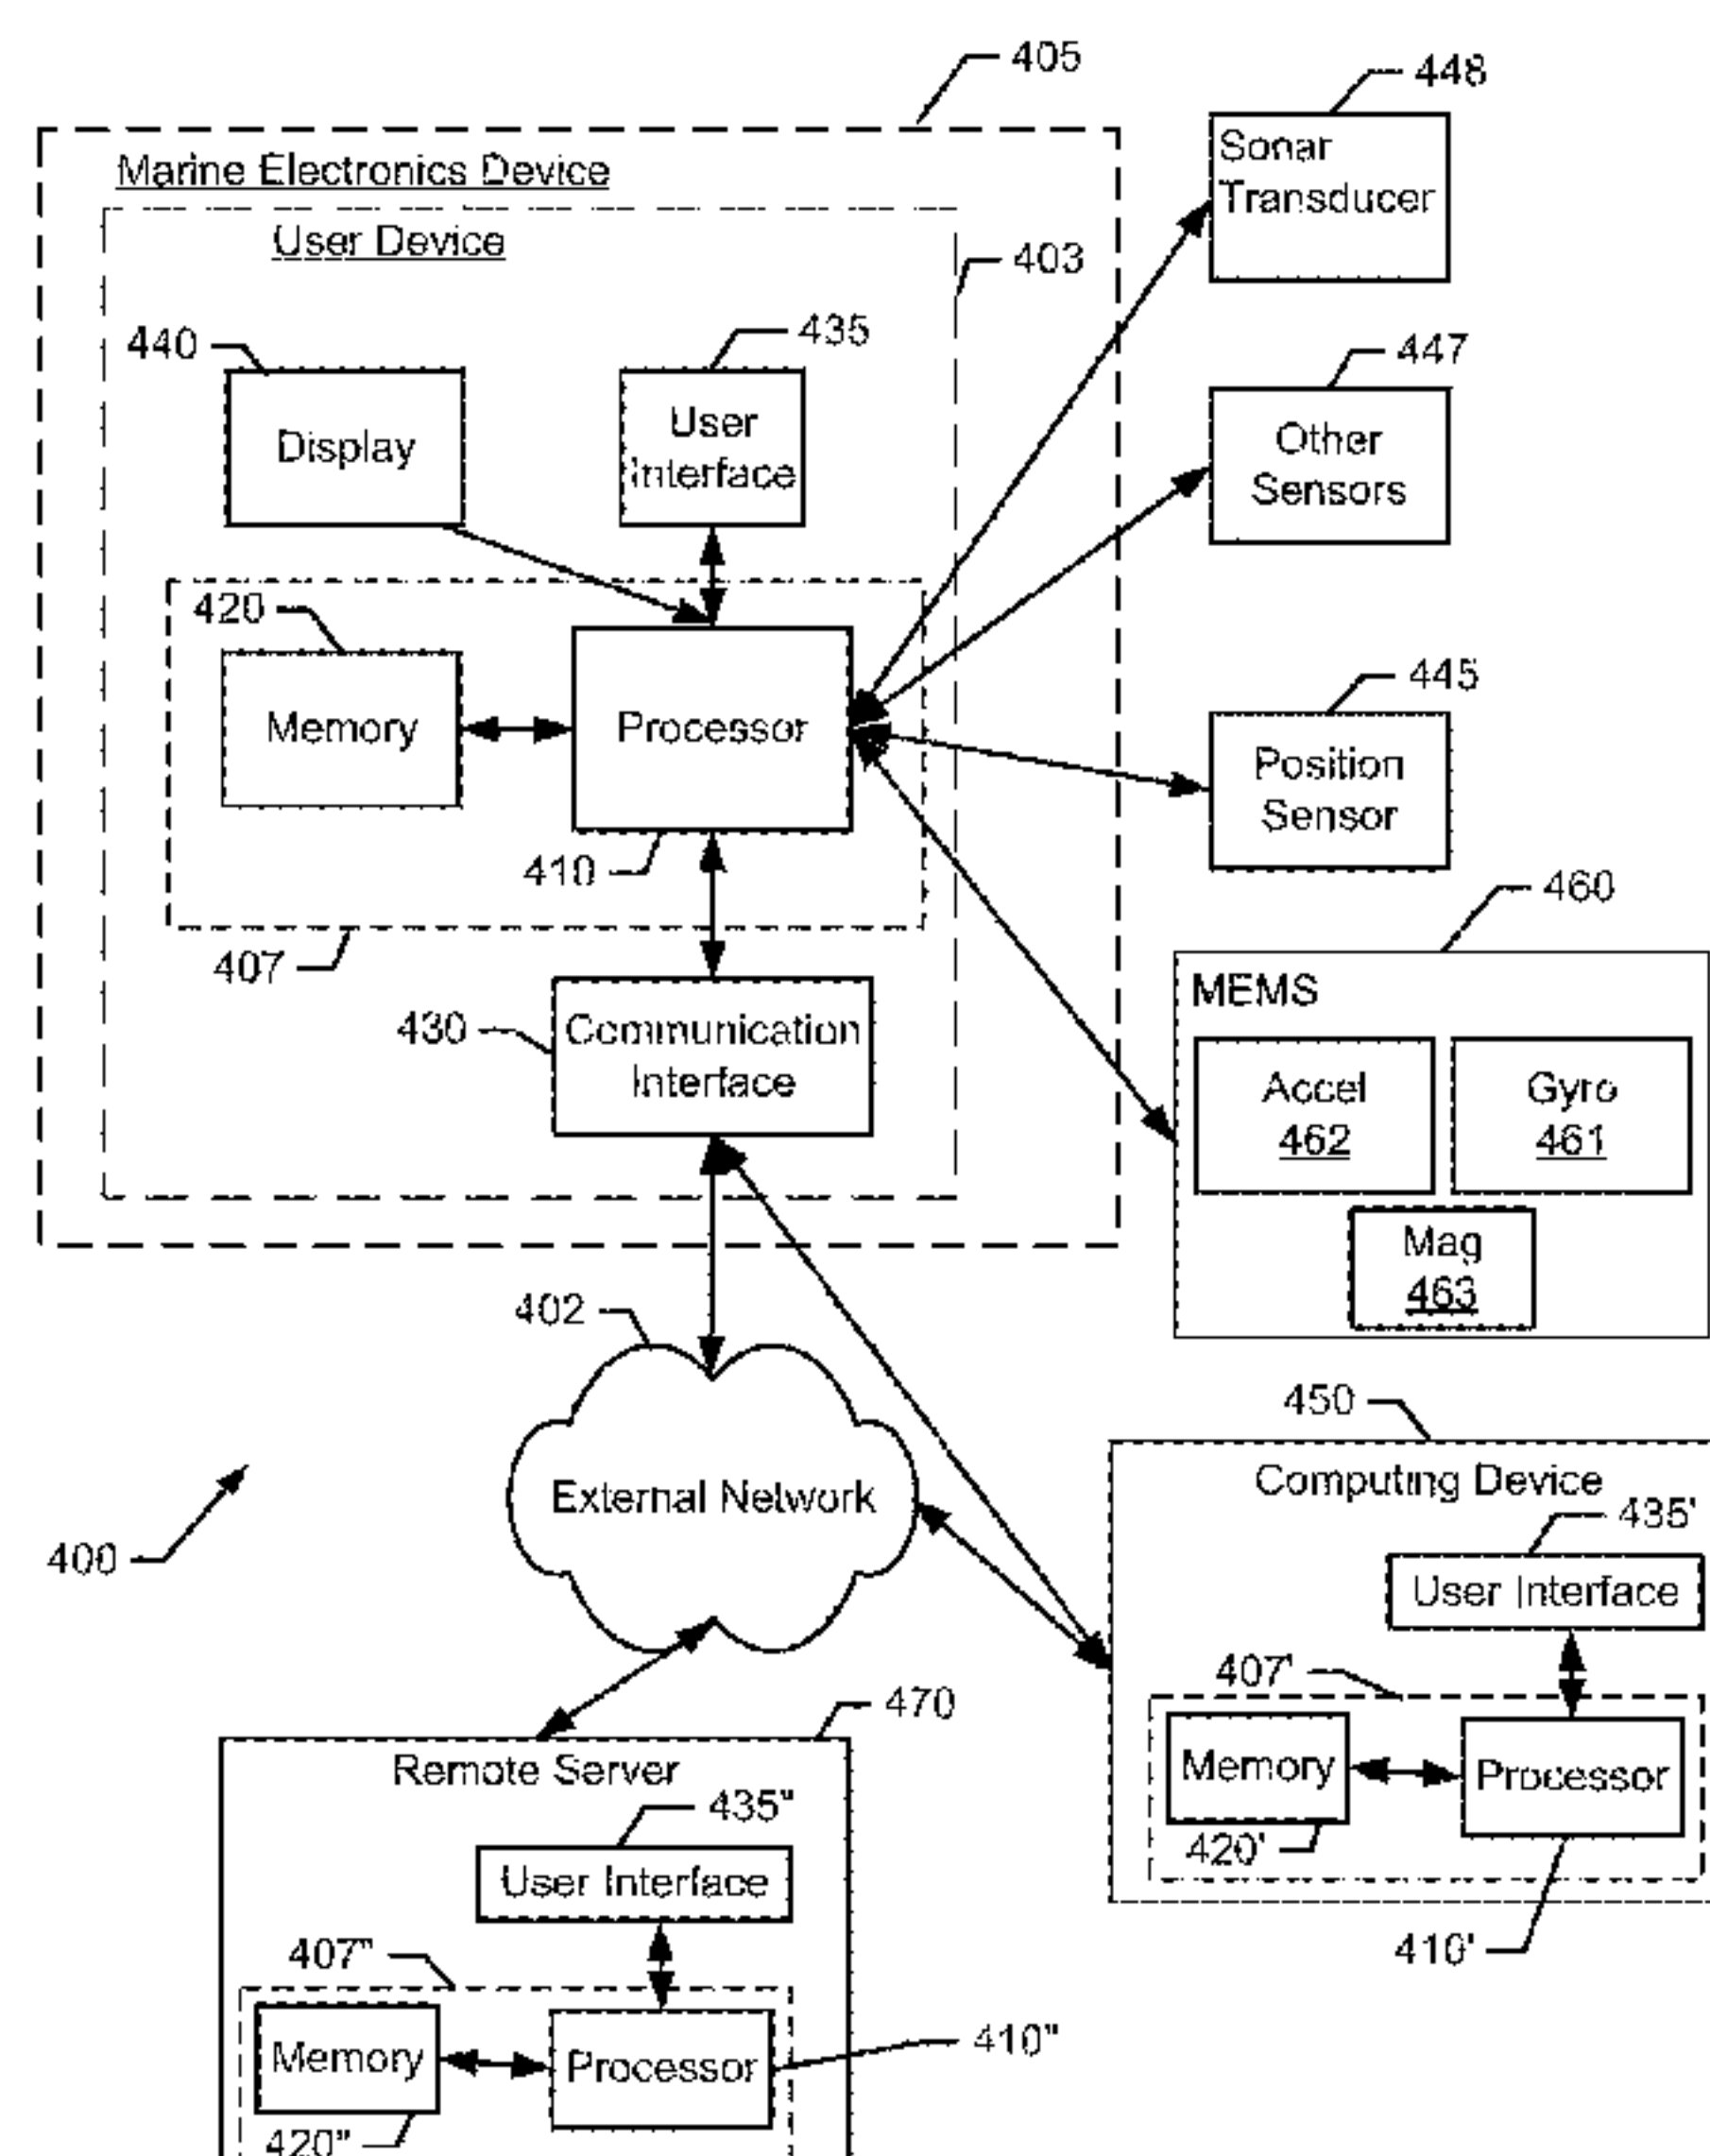 405
448
Marine Electronics Device
Sonar
Transducer
User Device
403
440
435
447
Display
User
Interface
Other
Sensors
420
445
Memory
Processor
Position
Sensor
410
460
407
MEMS
430
Communication
Interface
Accel
462
Gyro
461
Mag
463
402
450
External Network
Computing Device
435'
400
User Interface
407'
470
Remote Server
Memory
Processor
435"
420'
User Interface
410'
407"
Memory
Processor
410"
420"